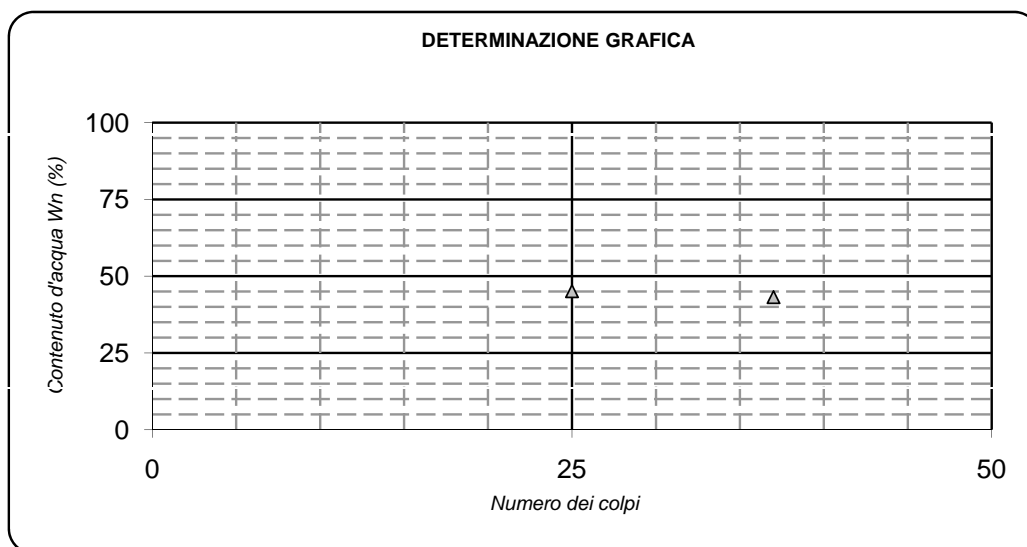 DETERMINAZIONE GRAFICA
Contenuto d'acqua Wn (%)
100
75
50
25
0
0
25
50
Numero dei colpi